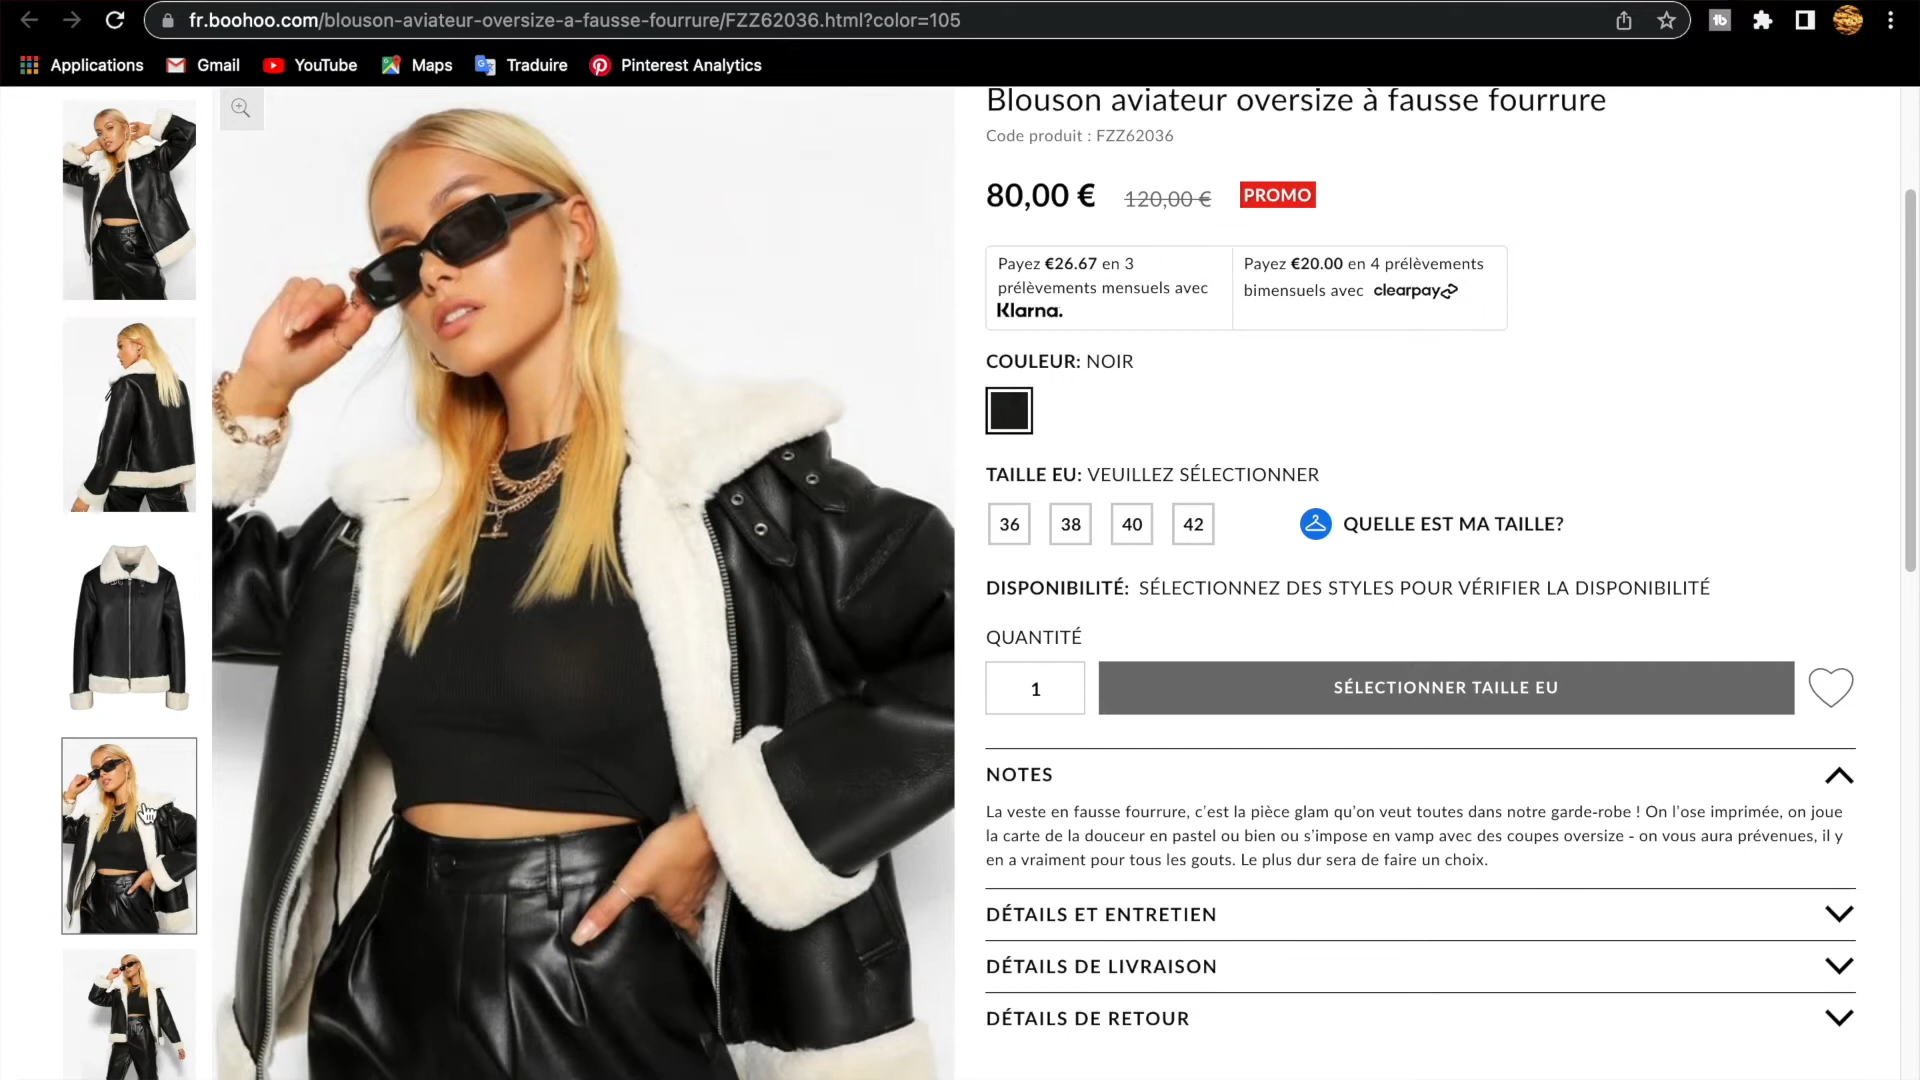 fr.boohoo.com/blouson-aviateur-oversize-a-fausse-fourrure/FZZ62036.html?color=105
Applications
Gmail
YouTube
Maps
Traduire
Pinterest Analytics
Blouson aviateur oversize à fausse fourrure
Code produit : FZZ62036
80,00 € 120,00 € PROMO
Payez €26.67 en 3
prélèvements mensuels avec
Klarna.
Payez €20.00 en 4 prélèvements
bimensuels avec clearpay
COULEUR: NOIR
TAILLE EU: VEUILLEZ SÉLECTIONNER
36 38 40 42
QUELLE EST MA TAILLE?
DISPONIBILITÉ: SÉLECTIONNEZ DES STYLES POUR VÉRIFIER LA DISPONIBILITÉ
QUANTITÉ
1
SÉLECTIONNER TAILLE EU
NOTES
La veste en fausse fourrure, c'est la pièce glam qu'on veut toutes dans notre garde-robe ! On l'ose imprimée, on joue
la carte de la douceur en pastel ou bien ou s'impose en vamp avec des coupes oversize - on vous aura prévenues, il y
en a vraiment pour tous les gouts. Le plus dur sera de faire un choix.
DÉTAILS ET ENTRETIEN
DÉTAILS DE LIVRAISON
DÉTAILS DE RETOUR